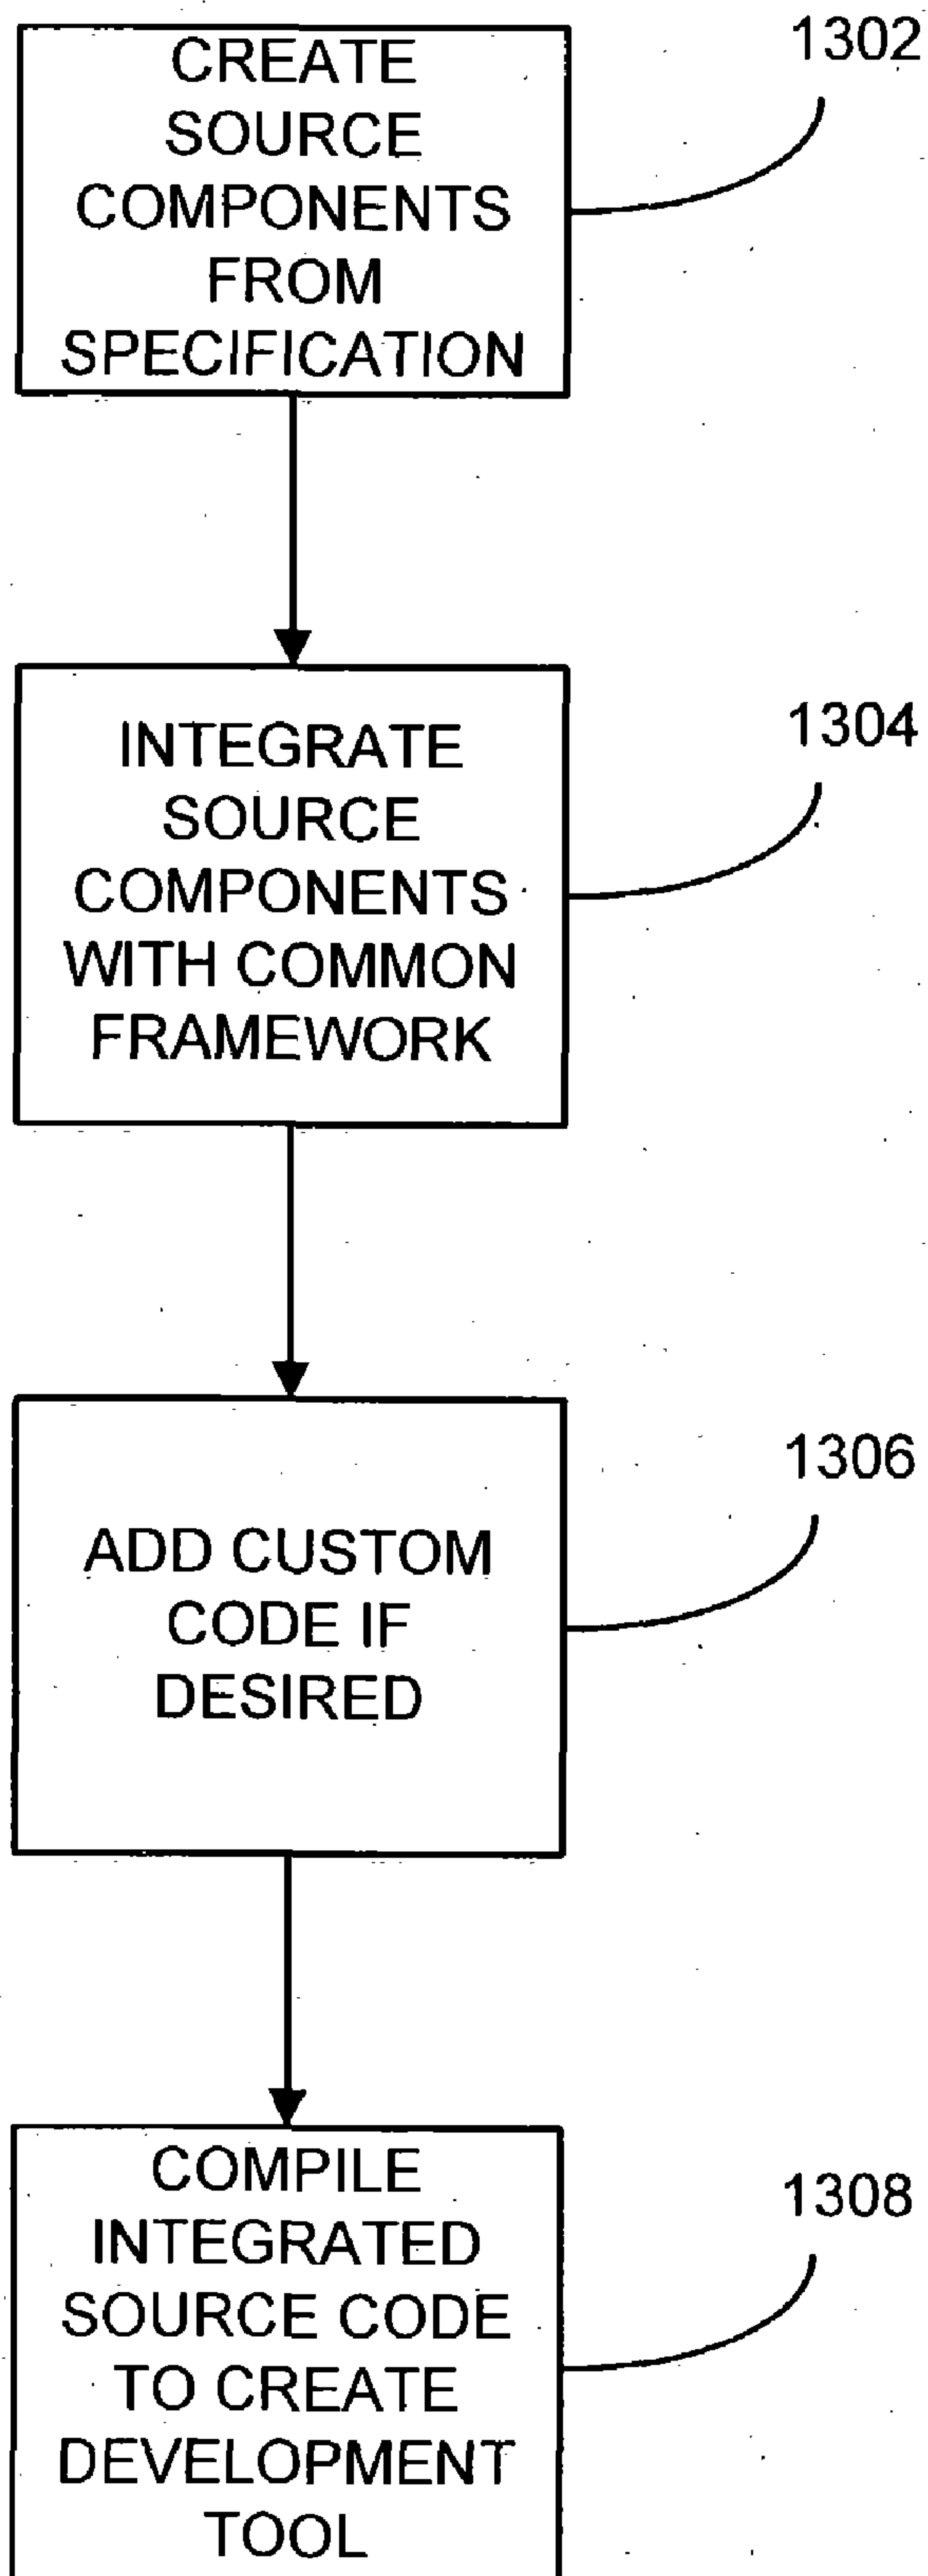 CREATE
SOURCE
COMPONENTS
FROM
SPECIFICATION
1302
INTEGRATE
SOURCE
COMPONENTS
WITH COMMON
FRAMEWORK
1304
ADD CUSTOM
CODE IF
DESIRED
1306
COMPILE
INTEGRATED
SOURCE CODE
TO CREATE
DEVELOPMENT
TOOL
1308